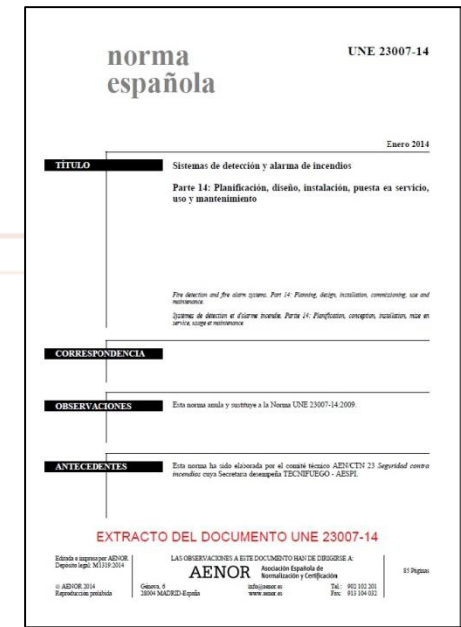 norma
española
UNE 23007-14
Enero 2014
TÍTULO
Sistemas de detección y alarma de incendios
Parte 14: Planificación, diseño, instalación, puesta en servicio,
uso y mantenimiento
Fire detection and fire alarm systems. Part 14: Planning, design, installation, commissioning, use and
maintenance.
Systèmes de détection et d'alarme incendie. Partie 14: Planification, conception, installation, mise en
service, usage et maintenance
CORRESPONDENCIA
OBSERVACIONES
Esta norma anula y sustituye a la Norma UNE 23007-14:2009.
ANTECEDENTES
Esta norma ha sido elaborada por el comité técnico AEN/CTN 23 Seguridad contra
incendios cuya Secretaría desempeña TECNIFUEGO - AESPI.
EXTRACTO DEL DOCUMENTO UNE 23007-14
Editada e impresa por AENOR
Depósito legal: M 1319:2014
LAS OBSERVACIONES A ESTE DOCUMENTO HAN DE DIRIGIRSE A:
AENOR Asociación Española de
Normalización y Certificación
85 Páginas
© AENOR 2014
Reproducción prohibida
Génova, 6
28004 MADRID-España
info@aenor.es
www.aenor.es
Tel.: 902 102 201
Fax: 913 104 032